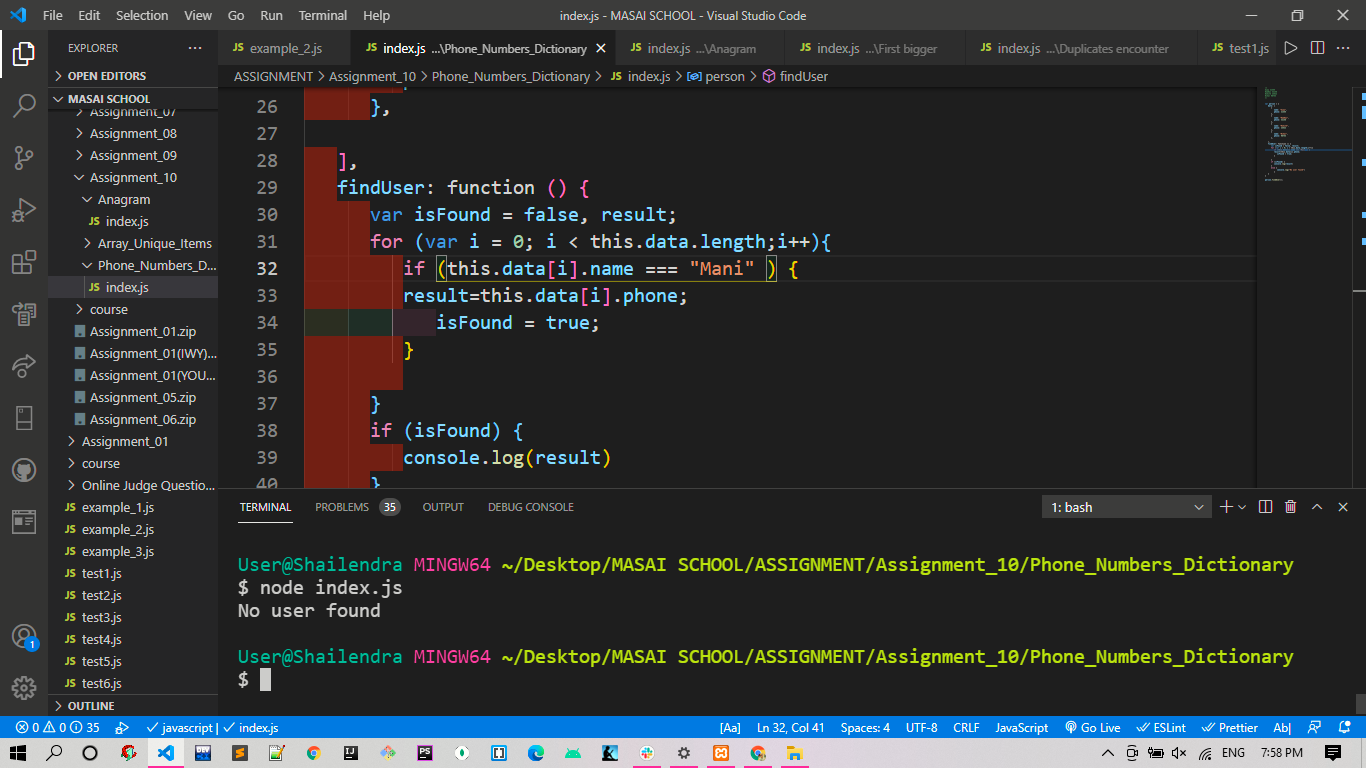 File Edit Selection View Go Run Terminal Help
index.js - MASAI SCHOOL - Visual Studio Code
EXPLORER
JS example_2.js
JS index.js ...\Phone_Numbers_Dictionary
JS index.js ...\Anagram
JS index.js ...\First bigger
JS index.js ...\Duplicates encounter
JS test1.js
ASSIGNMENT > Assignment_10 > Phone_Numbers_Dictionary > JS index.js > person > findUser
OPEN EDITORS
MASAI SCHOOL
Assignment_07
Assignment_08
Assignment_09
Assignment_10
Anagram
JS index.js
Array_Unique_Items
Phone_Numbers_D...
JS index.js
course
Assignment_01.zip
Assignment_01(IWY)...
Assignment_01(YOU...
Assignment_05.zip
Assignment_06.zip
Assignment_01
course
Online Judge Questio...
JS example_1.js
JS example_2.js
JS example_3.js
JS test1.js
JS test2.js
JS test3.js
JS test4.js
JS test5.js
JS test6.js
OUTLINE
26 },
27
28 ],
29 findUser: function () {
30 var isFound = false, result;
31 for (var i = 0; i < this.data.length;i++){
32 if (this.data[i].name === "Mani" ) {
33 result=this.data[i].phone;
34 isFound = true;
35 }
36
37 }
38 if (isFound) {
39 console.log(result)
40 }
TERMINAL PROBLEMS 35 OUTPUT DEBUG CONSOLE
1: bash
User@Shailendra MINGW64 ~/Desktop/MASAI SCHOOL/ASSIGNMENT/Assignment_10/Phone_Numbers_Dictionary
$ node index.js
No user found
User@Shailendra MINGW64 ~/Desktop/MASAI SCHOOL/ASSIGNMENT/Assignment_10/Phone_Numbers_Dictionary
$
1
0 0 35 javascript | index.js
[Aa] Ln 32, Col 41 Spaces: 4 UTF-8 CRLF JavaScript Go Live ESLint Prettier Ab|
ENG 7:58 PM